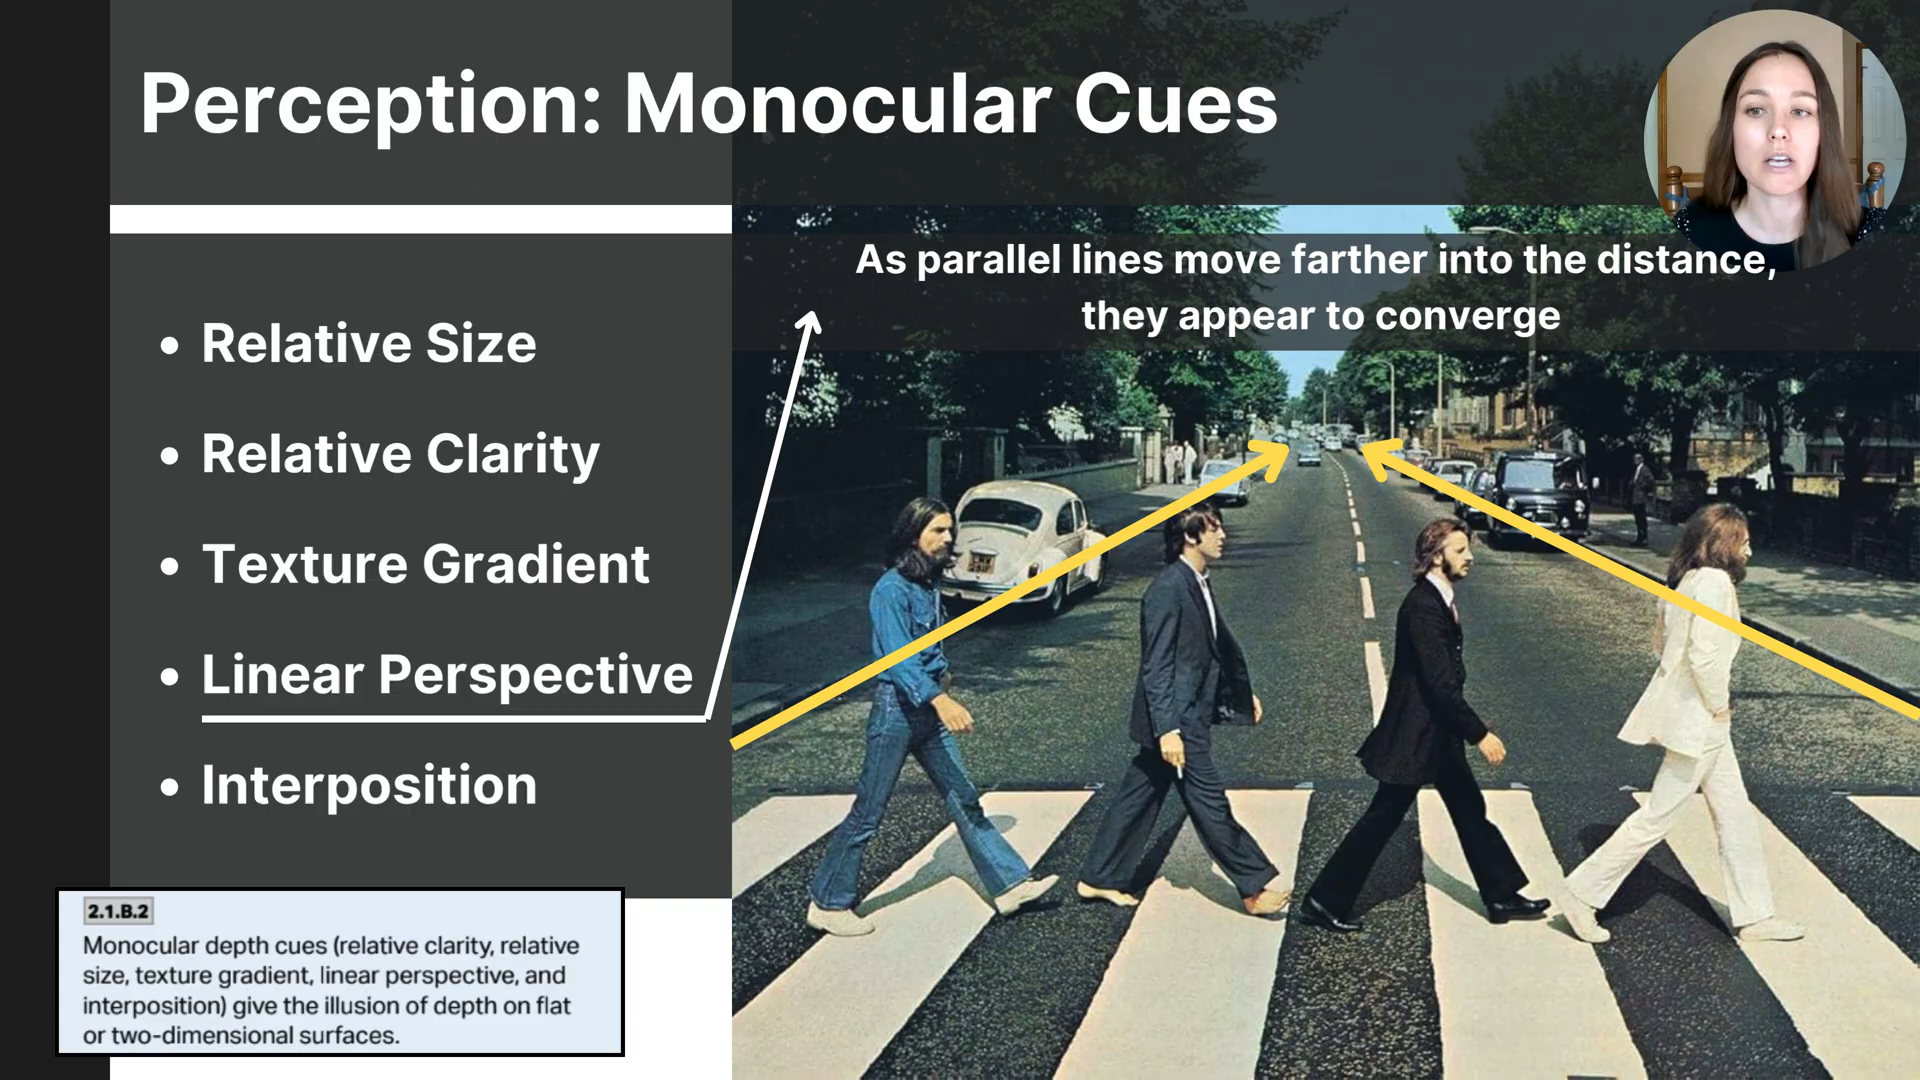 Perception: Monocular Cues
As parallel lines move farther into the distance,
they appear to converge
• Relative Size
• Relative Clarity
• Texture Gradient
• Linear Perspective
• Interposition
2.1.B.2
Monocular depth cues (relative clarity, relative
size, texture gradient, linear perspective, and
interposition) give the illusion of depth on flat
or two-dimensional surfaces.